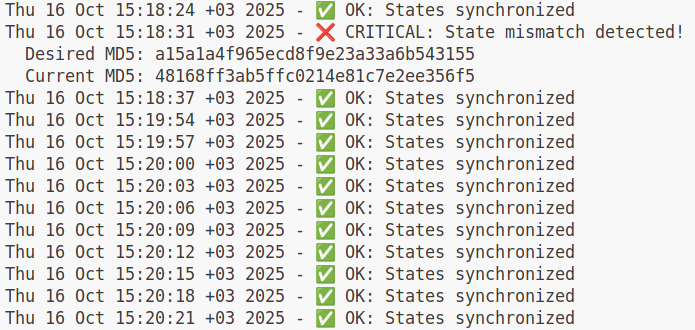 Thu 16 Oct 15:18:24 +03 2025 - ✅ OK: States synchronized
Thu 16 Oct 15:18:31 +03 2025 - ❌ CRITICAL: State mismatch detected!
  Desired MD5: a15a1a4f965ecd8f9e23a33a6b543155
  Current MD5: 48168ff3ab5ffc0214e81c7e2ee356f5
Thu 16 Oct 15:18:37 +03 2025 - ✅ OK: States synchronized
Thu 16 Oct 15:19:54 +03 2025 - ✅ OK: States synchronized
Thu 16 Oct 15:19:57 +03 2025 - ✅ OK: States synchronized
Thu 16 Oct 15:20:00 +03 2025 - ✅ OK: States synchronized
Thu 16 Oct 15:20:03 +03 2025 - ✅ OK: States synchronized
Thu 16 Oct 15:20:06 +03 2025 - ✅ OK: States synchronized
Thu 16 Oct 15:20:09 +03 2025 - ✅ OK: States synchronized
Thu 16 Oct 15:20:12 +03 2025 - ✅ OK: States synchronized
Thu 16 Oct 15:20:15 +03 2025 - ✅ OK: States synchronized
Thu 16 Oct 15:20:18 +03 2025 - ✅ OK: States synchronized
Thu 16 Oct 15:20:21 +03 2025 - ✅ OK: States synchronized